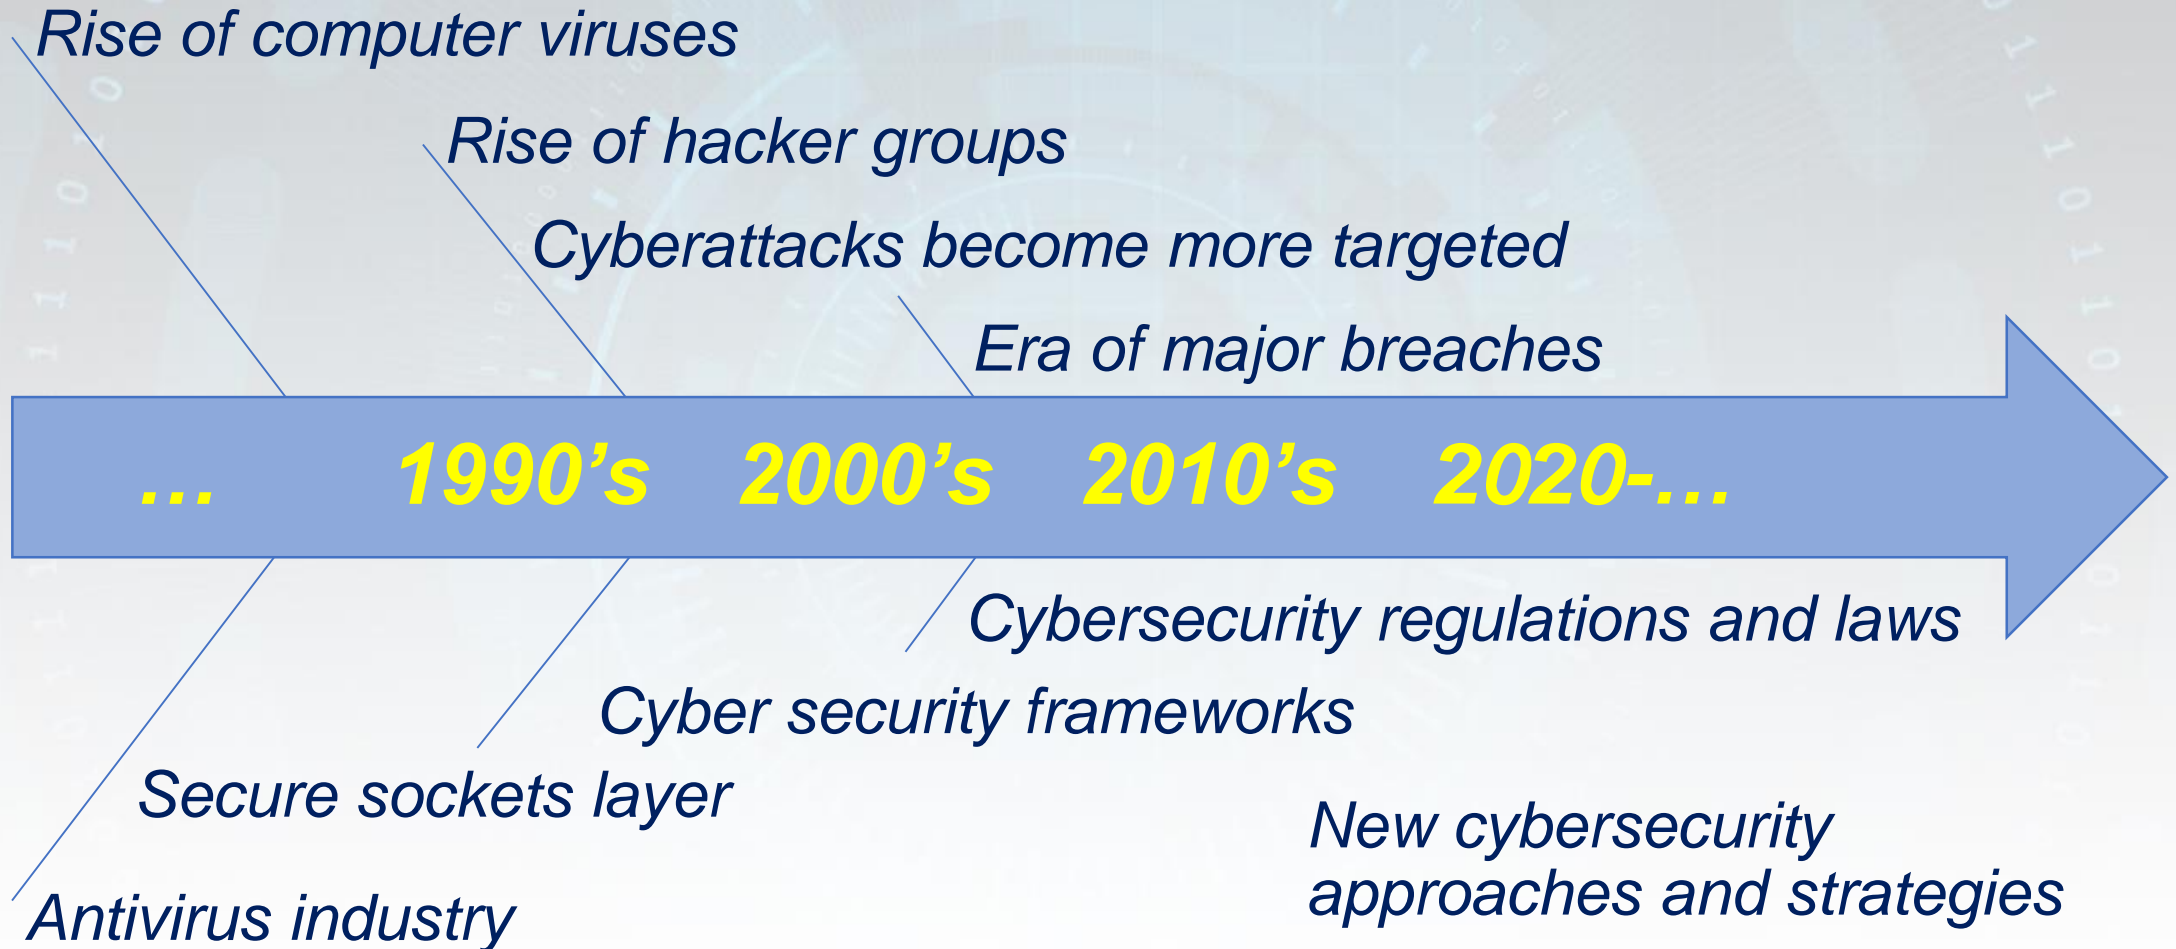 Rise of computer viruses
Rise of hacker groups
Cyberattacks become more targeted
Era of major breaches
… 1990’s 2000’s 2010’s 2020-…
Cybersecurity regulations and laws
Cyber security frameworks
Secure sockets layer
New cybersecurity
approaches and strategies
Antivirus industry